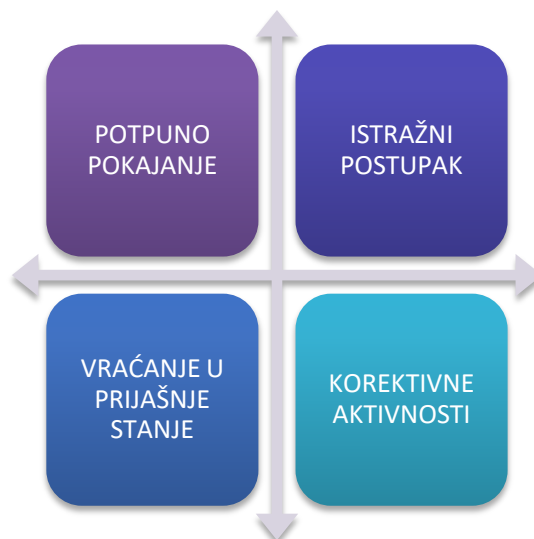 POTPUNO
POKAJANJE
ISTRAŽNI
POSTUPAK
VRAĆANJE U
PRIJAŠNJE
STANJE
KOREKTIVNE
AKTIVNOSTI